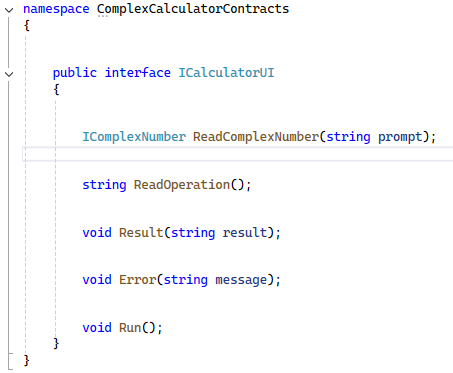 namespace ComplexCalculatorContracts
{
public interface ICalculatorUI
{
IComplexNumber ReadComplexNumber(string prompt);
string ReadOperation();
void Result(string result);
void Error(string message);
void Run();
}
}